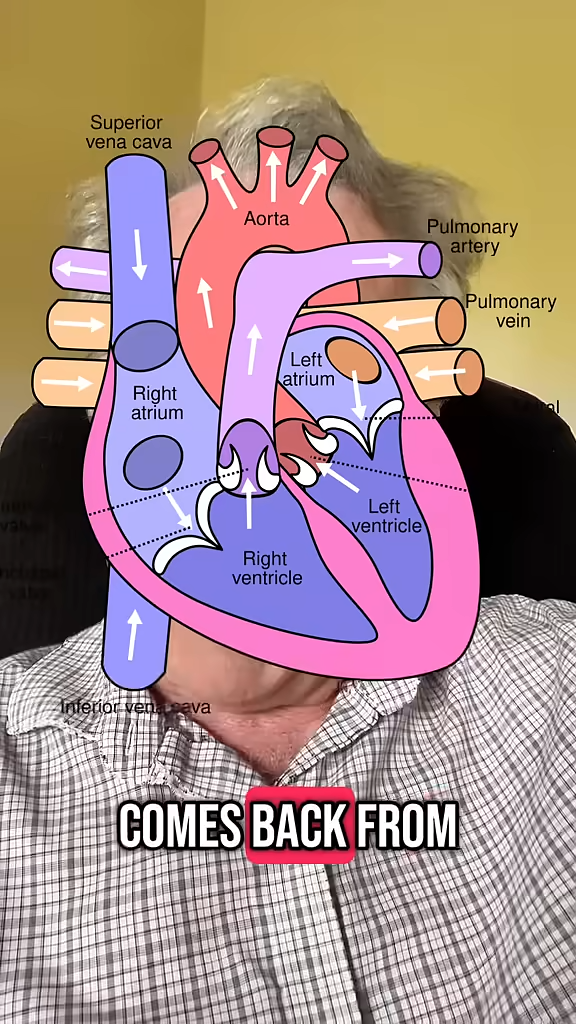 Superior
vena cava
Aorta
Pulmonary
artery
Pulmonary
vein
Left
atrium
Right
atrium
Left
ventricle
Right
ventricle
Inferior vena cava
COMES BACK FROM